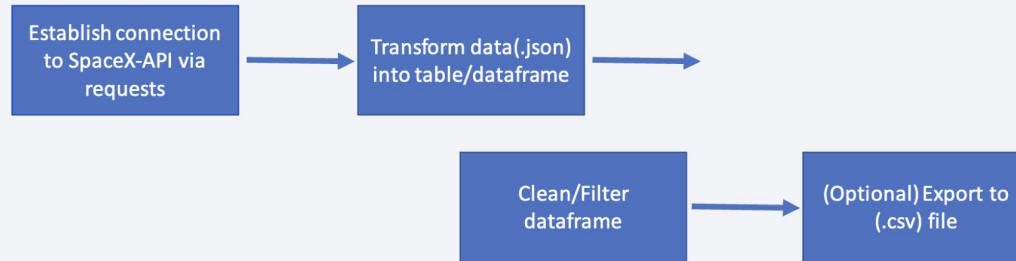 Establish connection
to SpaceX-API via
requests
Transform data(.json)
into table/dataframe
Clean/Filter
dataframe
(Optional) Export to
(.csv) file